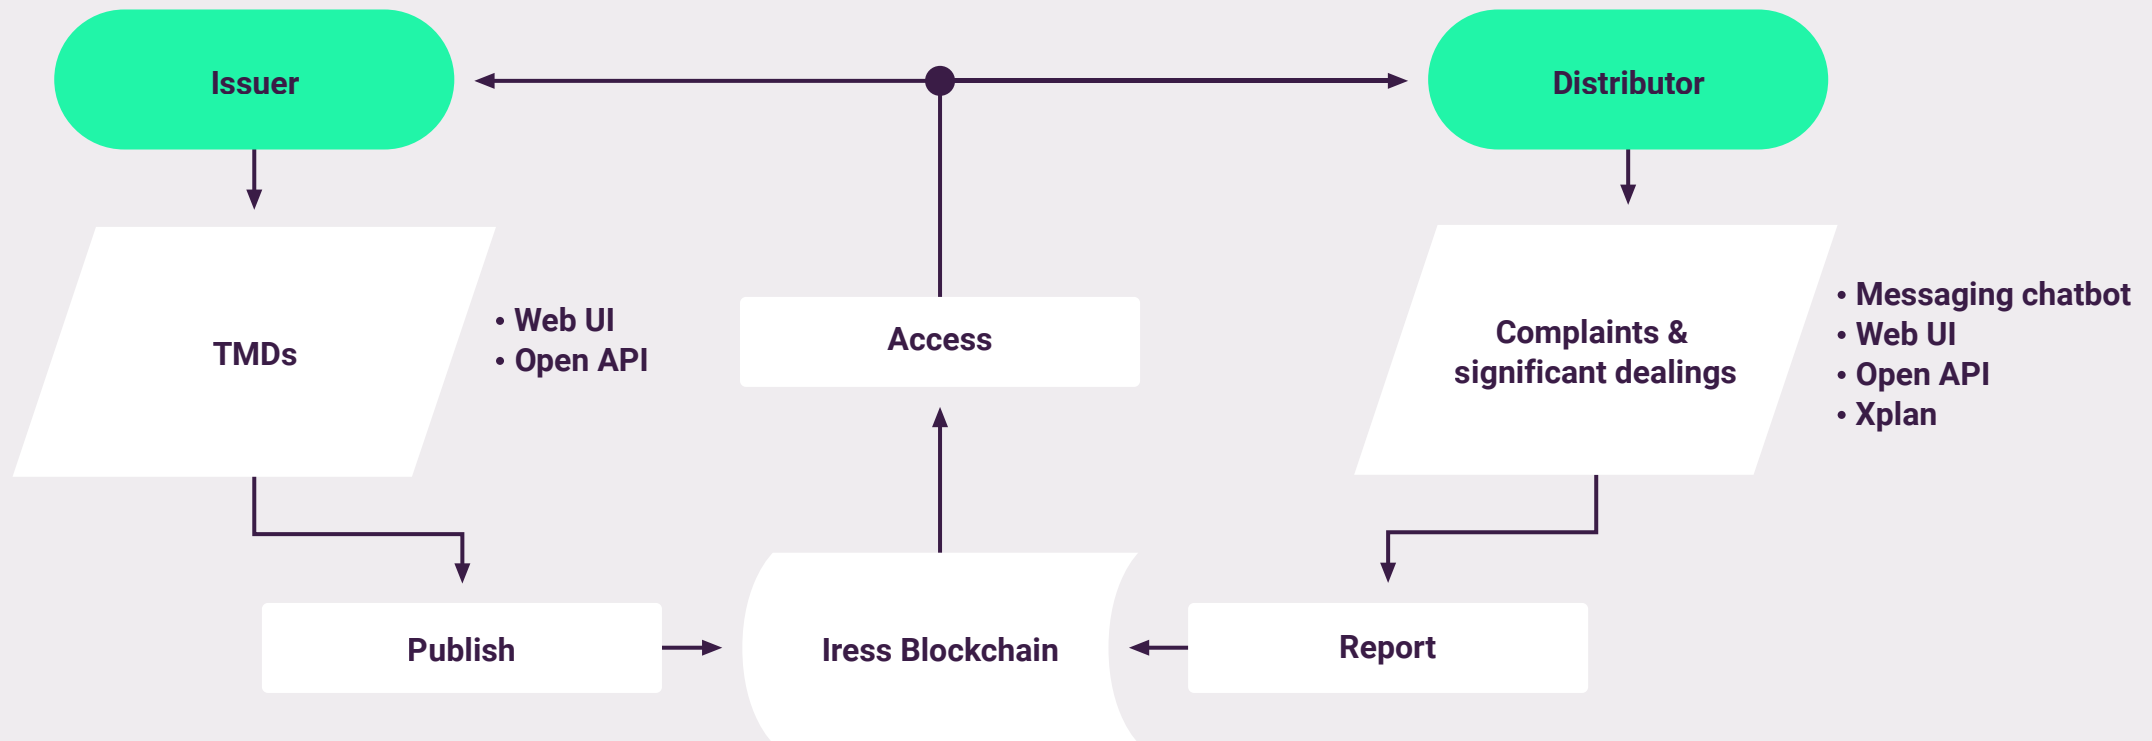 Issuer
Distributor
TMDs
• Web UI
• Open API
Access
Complaints &
significant dealings
• Messaging chatbot
• Web UI
• Open API
• Xplan
Publish
Iress Blockchain
Report